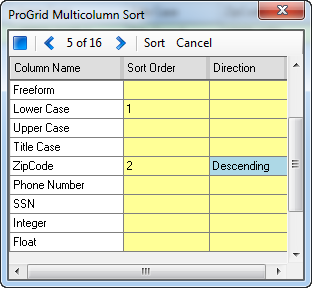 ProGrid Multicolumn Sort
5 of 16 Sort Cancel
Column Name Sort Order Direction
Freeform
Lower Case 1
Upper Case
Title Case
ZipCode 2 Descending
Phone Number
SSN
Integer
Float